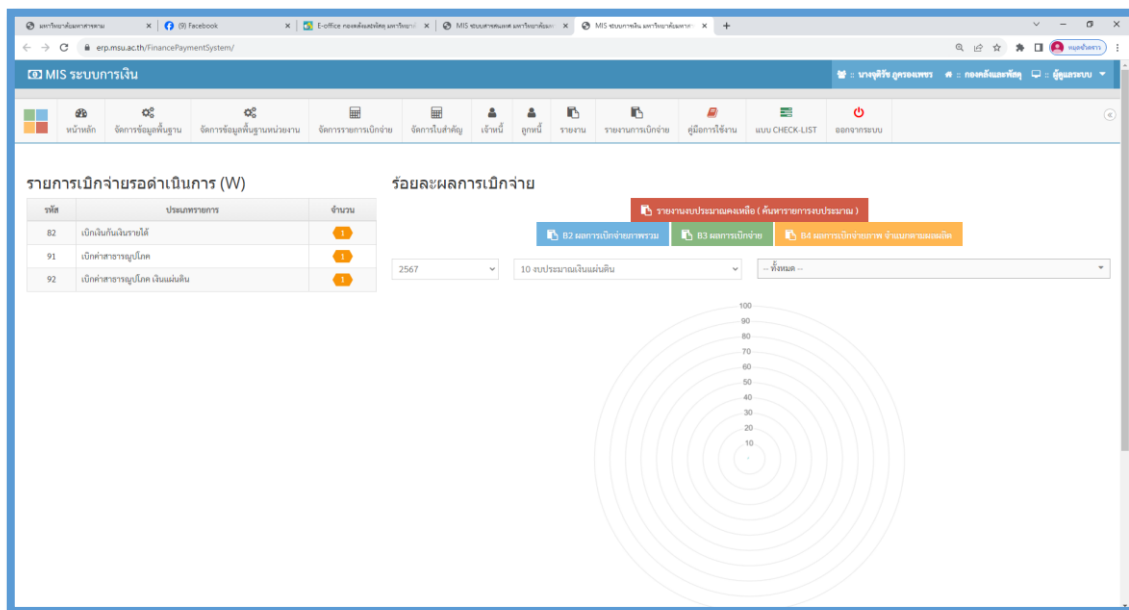 มหาวิทยาลัยมหาสารคาม
(9) Facebook
E-office กองคลังและพัสดุ มหาวิทยาลั
MIS ระบบสารสนเทศ มหาวิทยาลัยมห
MIS ระบบการเงิน มหาวิทยาลัยมหาสา
erp.msu.ac.th/FinancePaymentSystem/
MIS ระบบการเงิน
:: กองคลังและพัสดุ :: ผู้ดูแลระบบ
หน้าหลัก
จัดการข้อมูลพื้นฐาน
จัดการข้อมูลพื้นฐานหน่วยงาน
จัดการรายการเบิกจ่าย
จัดการใบสำคัญ
เจ้าหนี้
ลูกหนี้
รายงาน
รายงานการเบิกจ่าย
คู่มือการใช้งาน
แบบ CHECK-LIST
ออกจากระบบ
รายการเบิกจ่ายรอดำเนินการ (W)
รหัส ประเภทรายการ จำนวน
82 เบิกเงินกันเงินรายได้ 1
91 เบิกค่าสาธารณูปโภค 1
92 เบิกค่าสาธารณูปโภค เงินแผ่นดิน 1
ร้อยละผลการเบิกจ่าย
รายงานงบประมาณคงเหลือ ( ค้นหารายการงบประมาณ )
B2 ผลการเบิกจ่ายภาพรวม
B3 ผลการเบิกจ่าย
B4 ผลการเบิกจ่ายภาพ จำแนกตามผลผลิต
2567
10 งบประมาณเงินแผ่นดิน
-- ทั้งหมด --
100
90
80
70
60
50
40
30
20
10